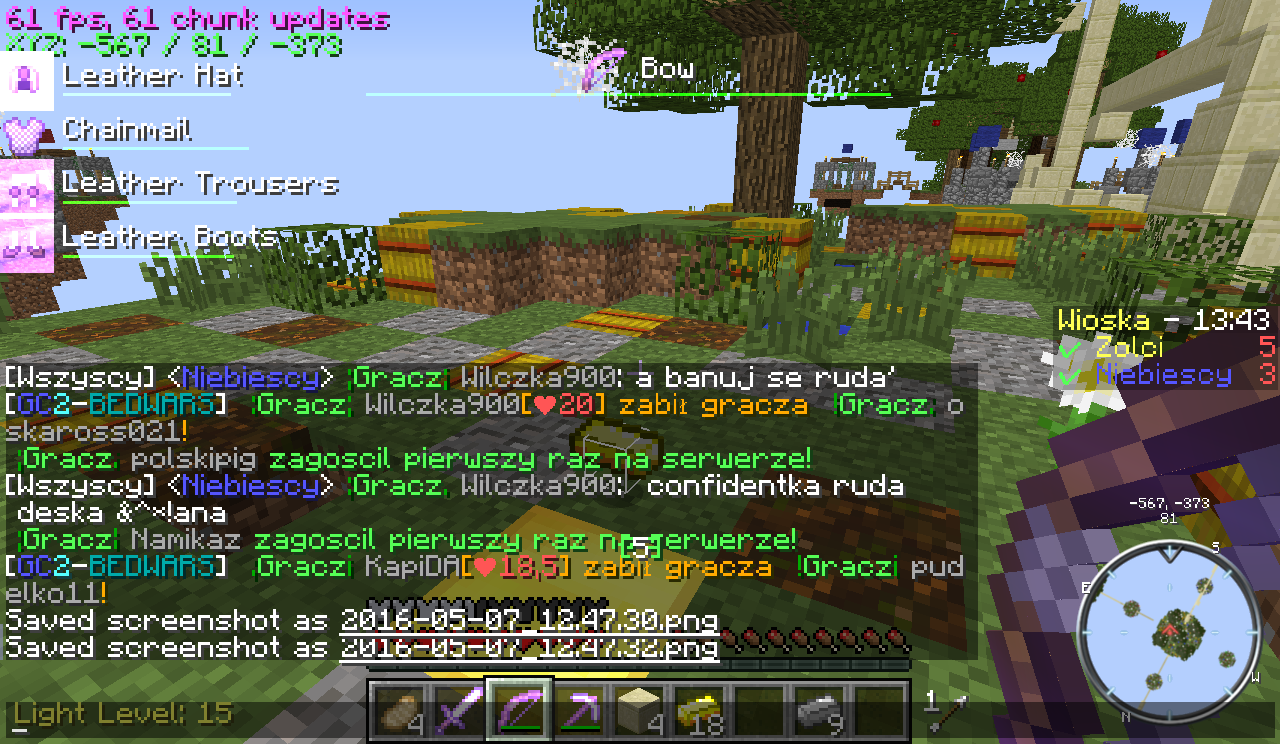 61 fps, 61 chunk updates
XYZ: -567 / 81 / -373
Leather Hat
Bow
Chainmail
Leather Trousers
Leather Boots
Wioska - 13:43
✓ Zolci 5
✓ Niebiescy 3
[Wszyscy] <Niebiescy> ¦Gracz¦ Wilczka900: a banuj se ruda'
[GC2-BEDWARS] ¦Gracz¦ Wilczka900[♥20] zabił gracza !Gracz. o
skaross021!
¦Gracz. polskipig zagoscil pierwszy raz na serwerze!
[Wszyscy] <Niebiescy> ¦Gracz. Wilczka900: confidentka ruda
deska &^~!ana
¦Gracz¦ Namikaz zagoscil pierwszy raz na serwerze!
[5]
[GC2-BEDWARS] .Graczi KapiDA[♥18,5] zabił gracza !Graczi pud
elko11!
Saved screenshot as 2016-05-07_12.47.30.png
Saved screenshot as 2016-05-07_12.47.32.png
-567, -373
81
S
E
W
N
4
4
18
9
1
Light Level: 15